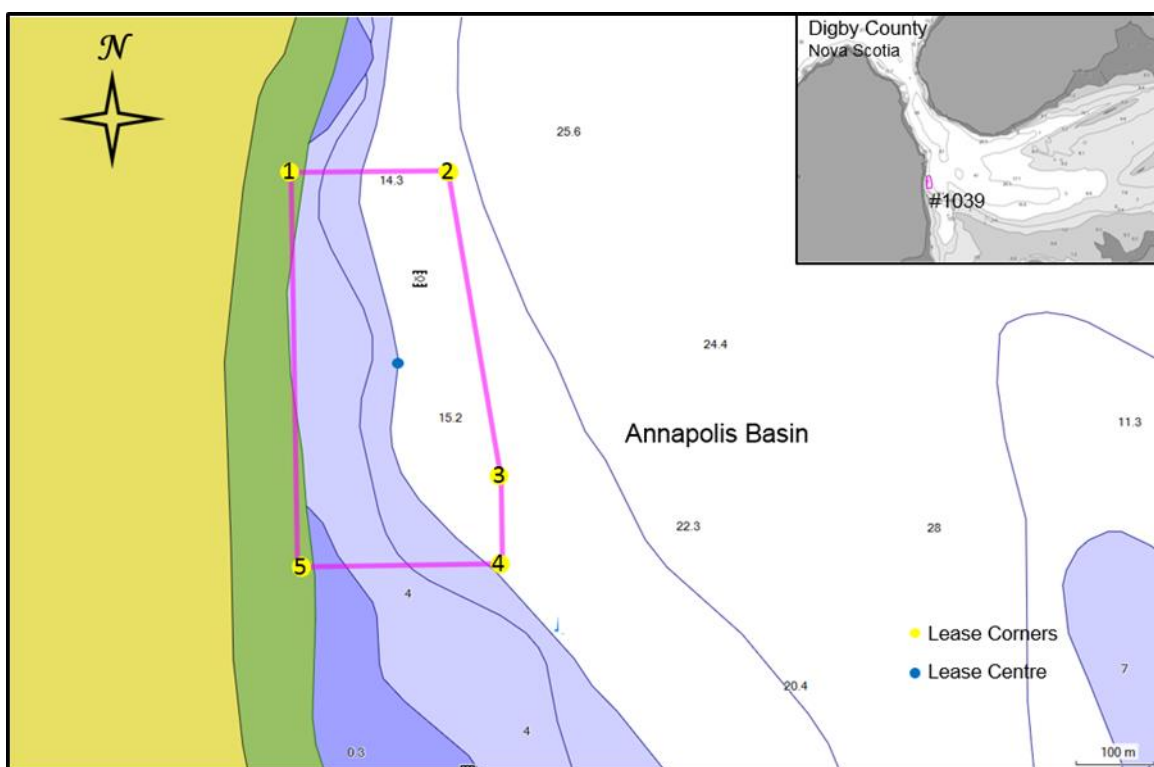 N
Digby County
Nova Scotia
#1039
25.6
1
2
14.3
24.4
15.2
11.3
Annapolis Basin
3
22.3
28
5
4
4
Lease Corners
7
Lease Centre
20.4
4
0.3
100 m